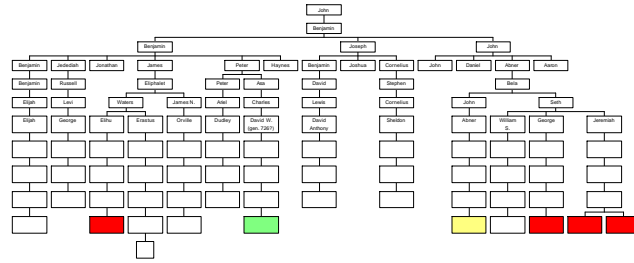 John
Benjamin
Benjamin Joseph John
Benjamin Jedediah Jonathan James Peter Haynes Benjamin Joshua Cornelius John Daniel Abner Aaron
Benjamin Russell Eliphalet Peter Asa David Stephen Bela
Elijah Levi Waters James N. Ariel Charles Lewis Cornelius John Seth
Elijah George Elihu Erastus Orville Dudley David W. David Sheldon Abner William George Jeremiah
(gen. 736?) Anthony S.